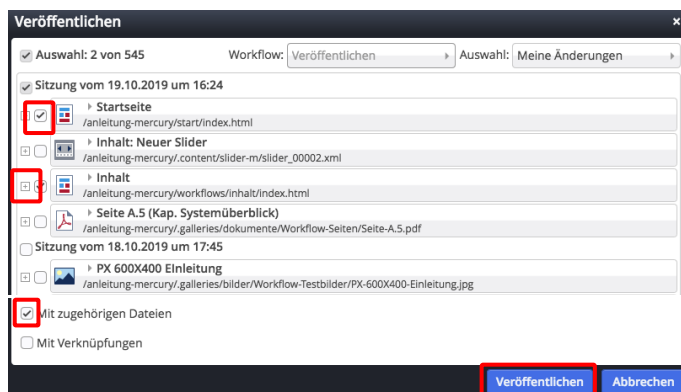 Veröffentlichen ×
Auswahl: 2 von 545 Workflow: Veröffentlichen Auswahl: Meine Änderungen
Sitzung vom 19.10.2019 um 16:24
Startseite
/anleitung-mercury/start/index.html
Inhalt: Neuer Slider
/anleitung-mercury/.content/slider-m/slider_00002.xml
Inhalt
/anleitung-mercury/workflows/inhalt/index.html
Seite A.5 (Kap. Systemüberblick)
/anleitung-mercury/.galleries/dokumente/Workflow-Seiten/Seite-A.5.pdf
Sitzung vom 18.10.2019 um 17:45
PX 600X400 EInleitung
/anleitung-mercury/.galleries/bilder/Workflow-Testbilder/PX-600X400-Einleitung.jpg
Mit zugehörigen Dateien
Mit Verknüpfungen
Veröffentlichen Abbrechen